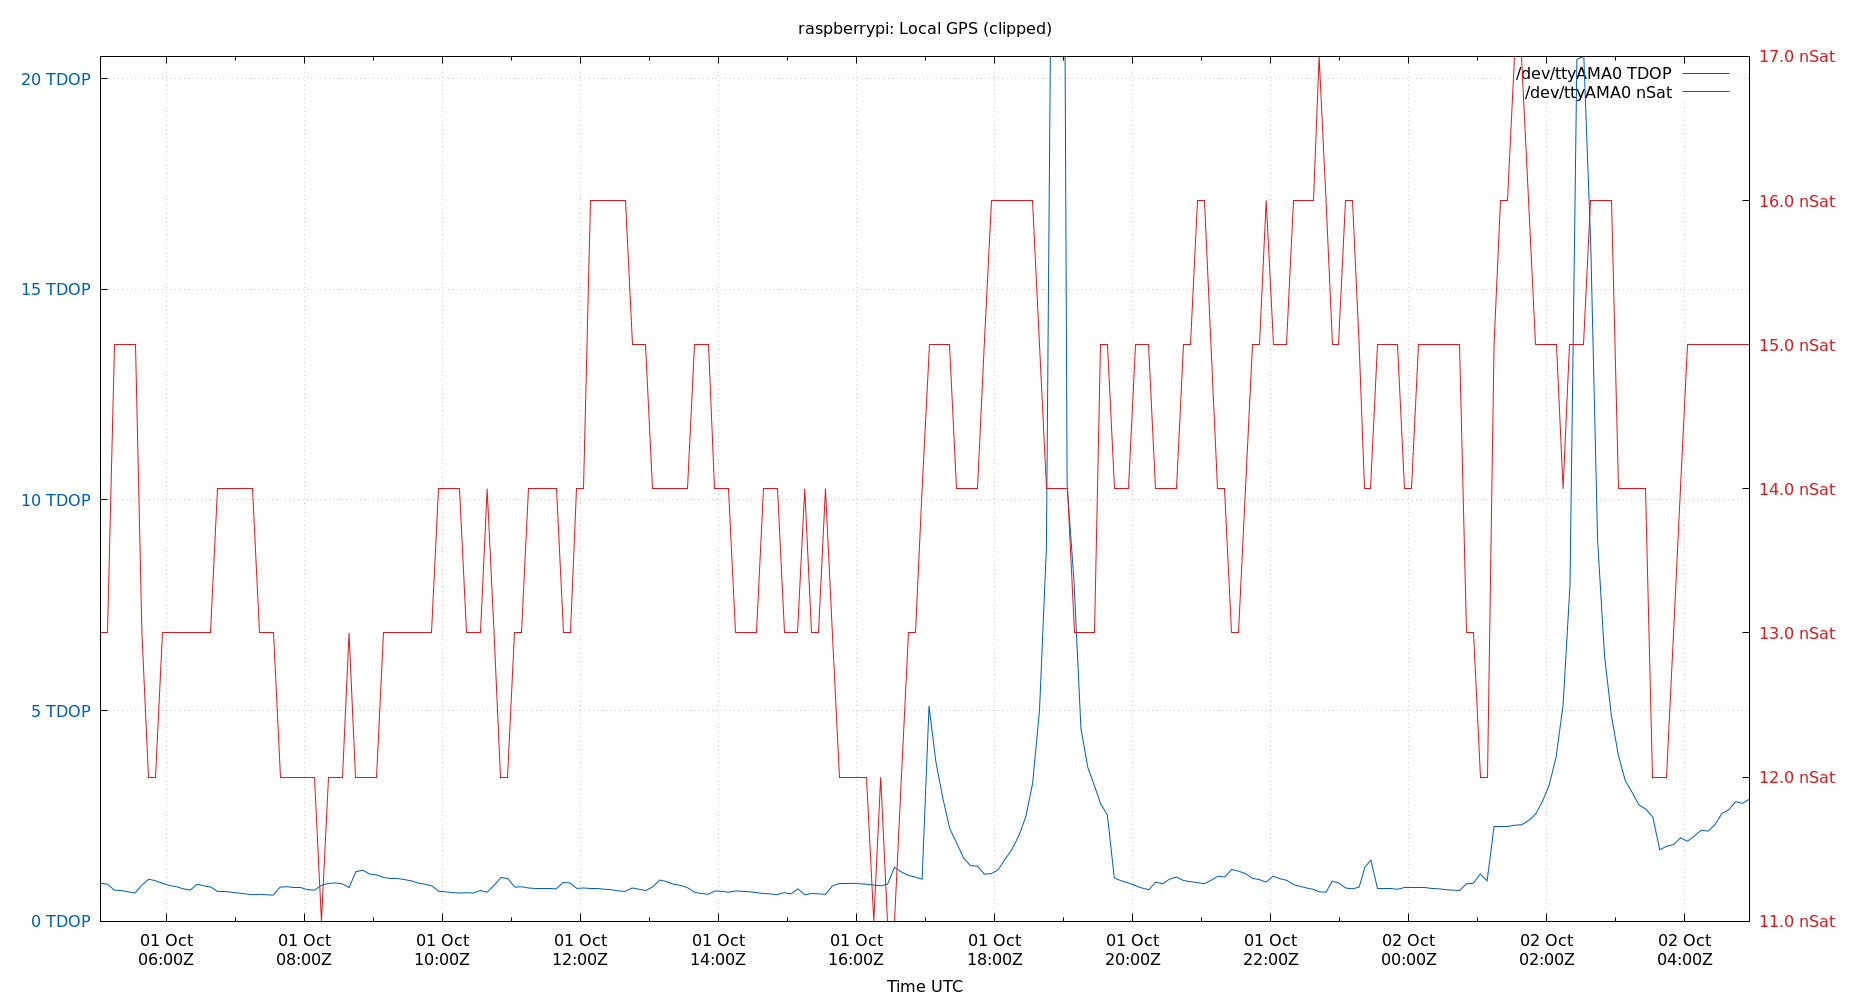 raspberrypi: Local GPS (clipped)
/dev/ttyAMA0 TDOP
/dev/ttyAMA0 nSat
20 TDOP
15 TDOP
10 TDOP
5 TDOP
0 TDOP
17.0 nSat
16.0 nSat
15.0 nSat
14.0 nSat
13.0 nSat
12.0 nSat
11.0 nSat
01 Oct 01 Oct 01 Oct 01 Oct 01 Oct 01 Oct 01 Oct 01 Oct 01 Oct 02 Oct 02 Oct 02 Oct
06:00Z 08:00Z 10:00Z 12:00Z 14:00Z 16:00Z 18:00Z 20:00Z 22:00Z 00:00Z 02:00Z 04:00Z
Time UTC